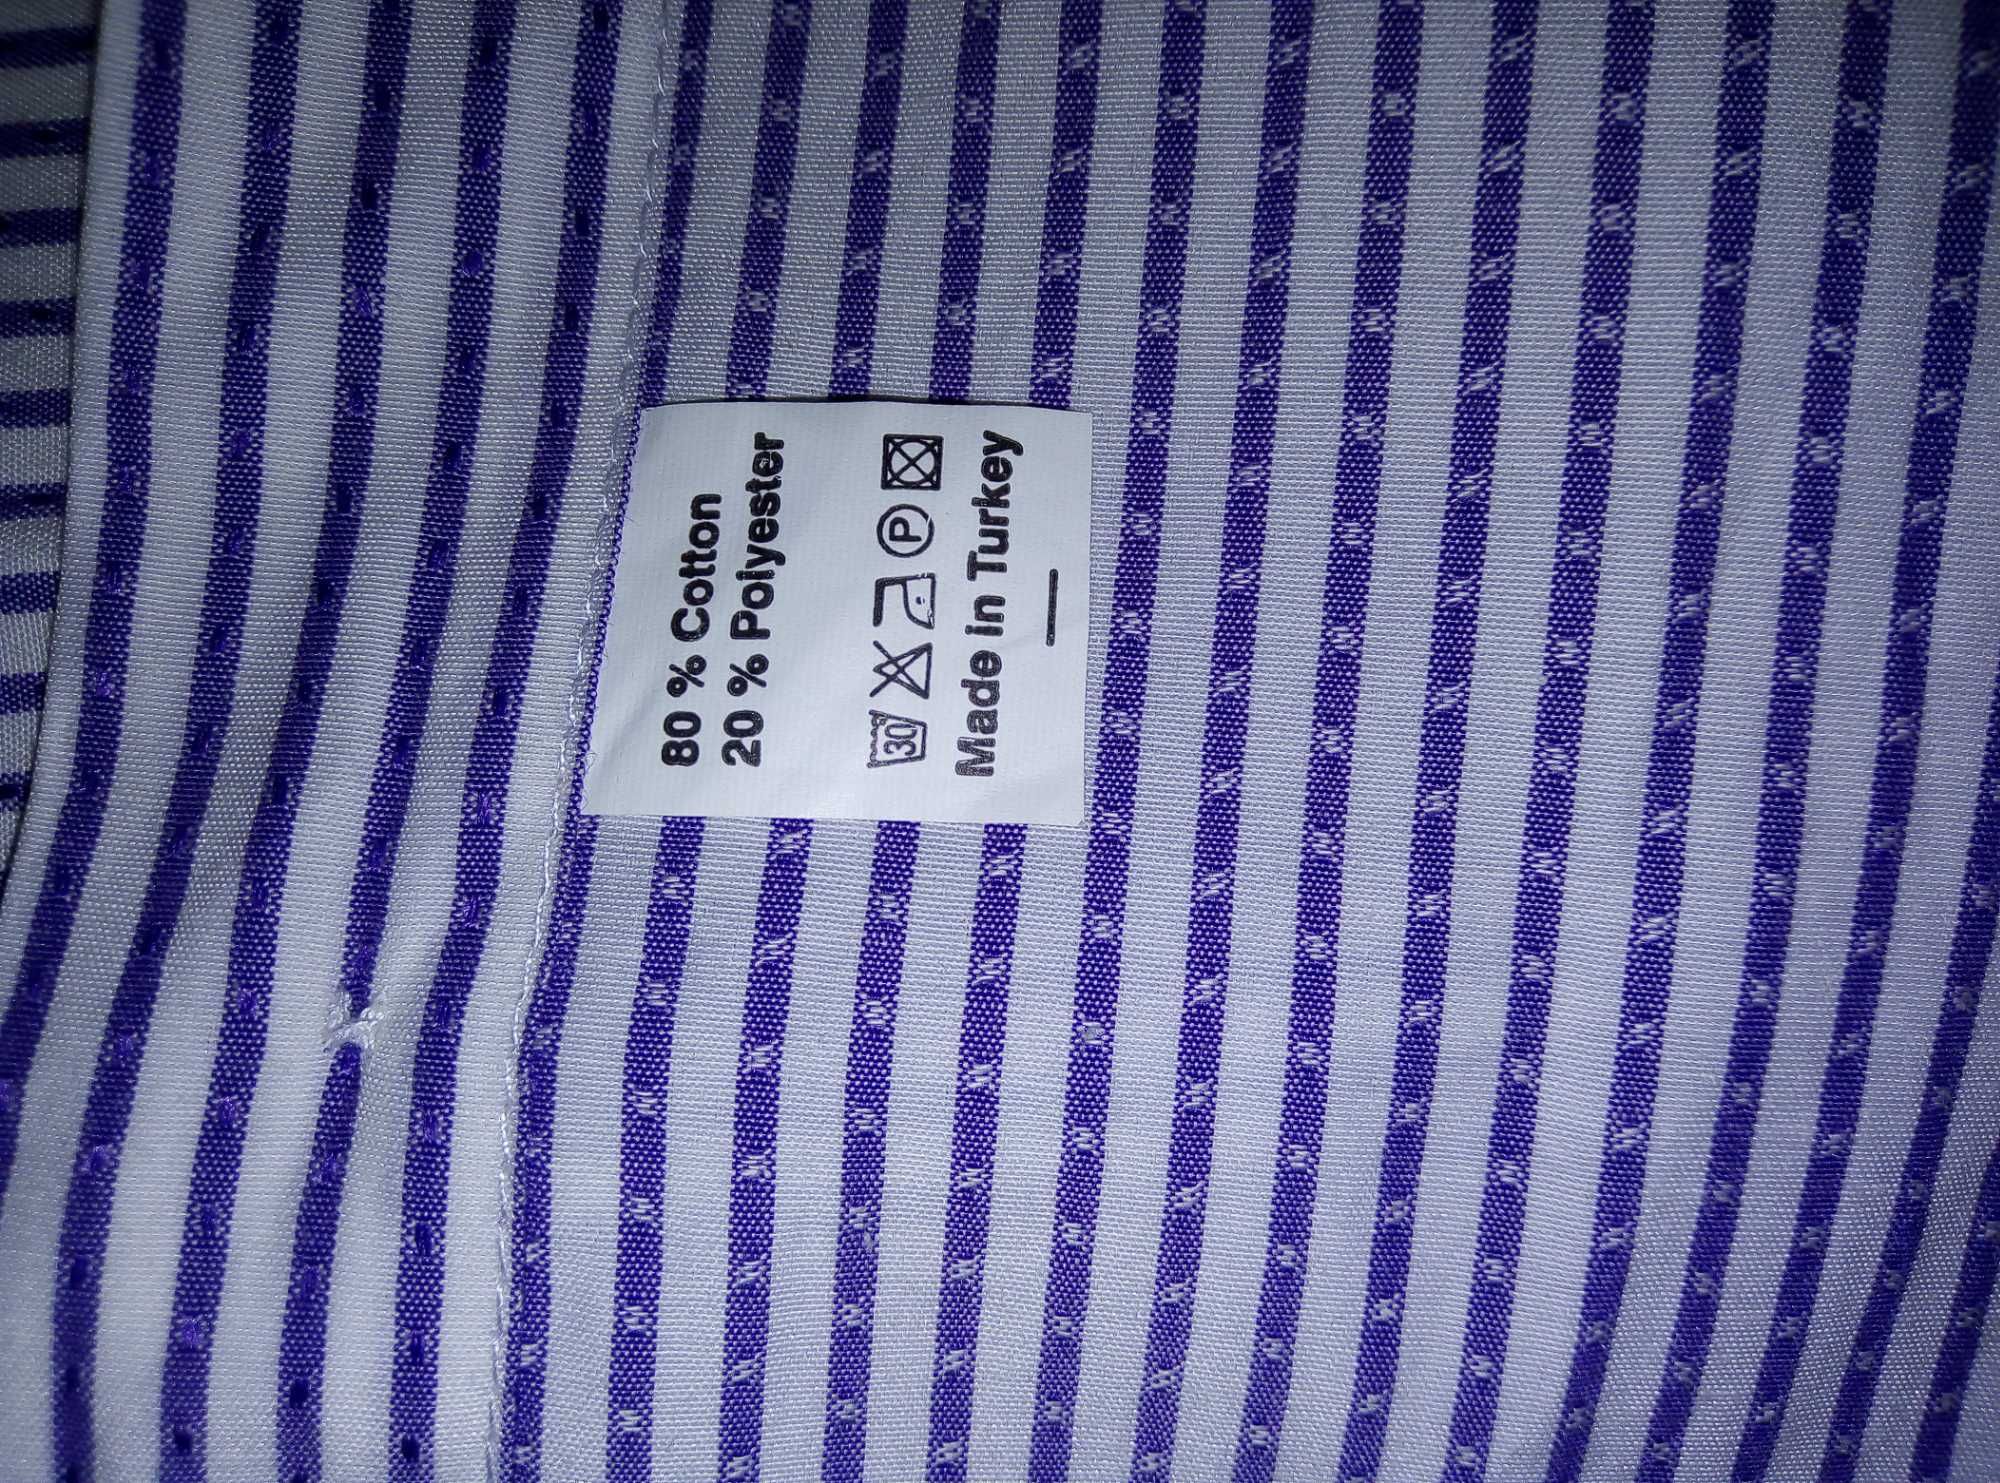 80 % Cotton
20 % Polyester
30 P
Made in Turkey